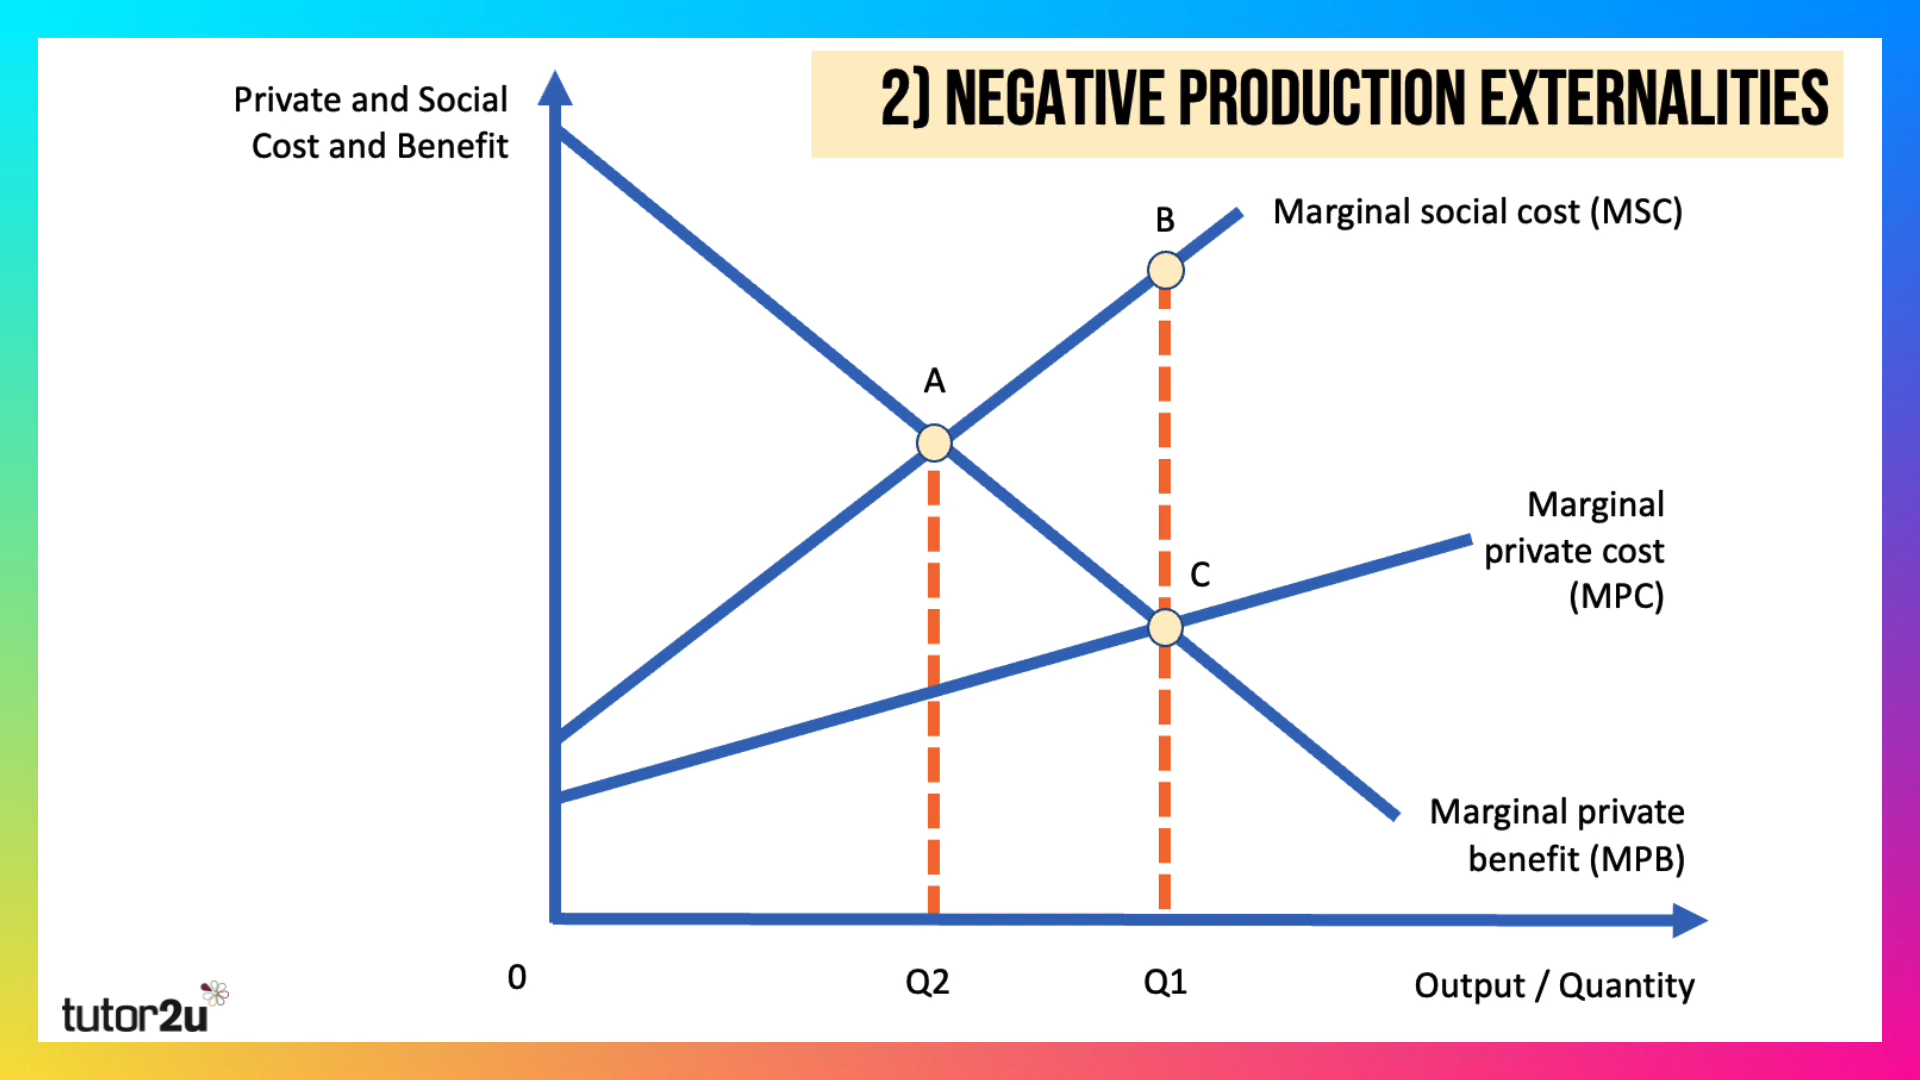 2) NEGATIVE PRODUCTION EXTERNALITIES
Private and Social
Cost and Benefit
B
Marginal social cost (MSC)
A
Marginal
private cost
(MPC)
C
Marginal private
benefit (MPB)
0
Q2
Q1
Output / Quantity
tutor2u